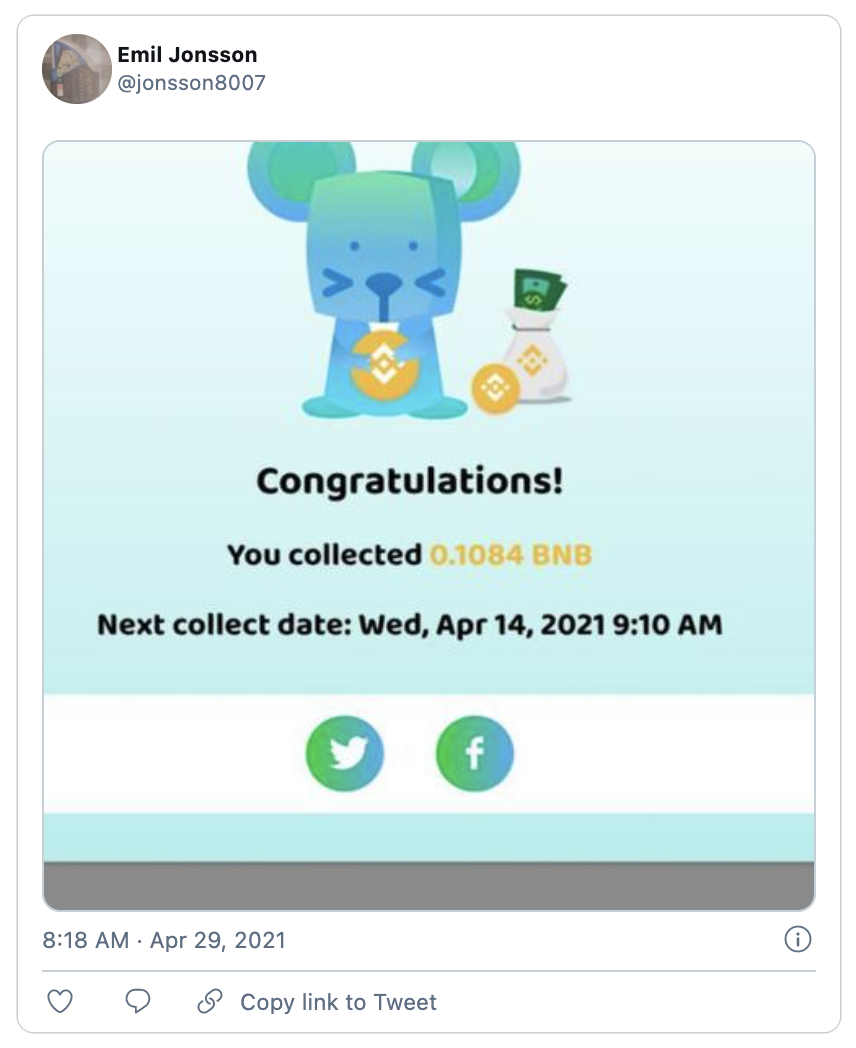 Emil Jonsson
@jonsson8007
Congratulations!
You collected 0.1084 BNB
Next collect date: Wed, Apr 14, 2021 9:10 AM
8:18 AM · Apr 29, 2021
Copy link to Tweet